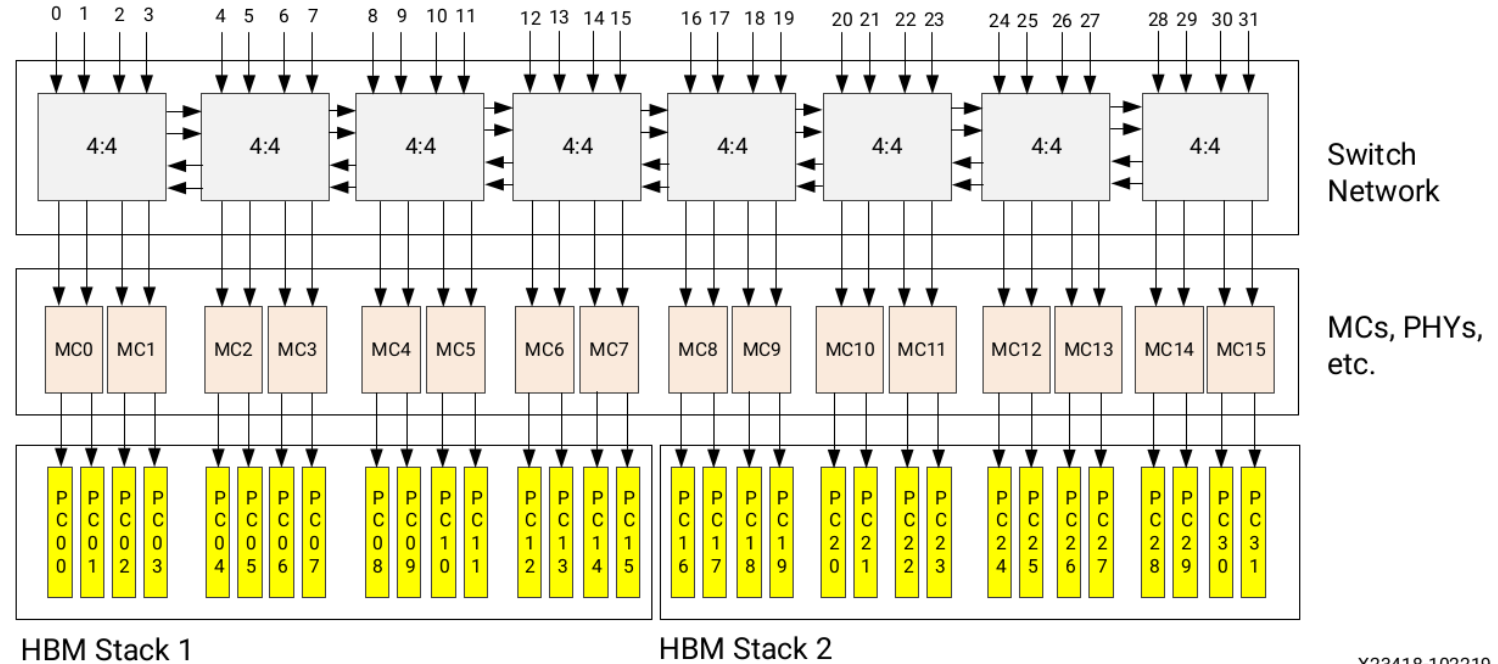 0 1 2 3 4 5 6 7 8 9 10 11 12 13 14 15 16 17 18 19 20 21 22 23 24 25 26 27 28 29 30 31
4:4 4:4 4:4 4:4 4:4 4:4 4:4 4:4
Switch
Network
MC0 MC1 MC2 MC3 MC4 MC5 MC6 MC7 MC8 MC9 MC10 MC11 MC12 MC13 MC14 MC15
MCs, PHYs,
etc.
PC00 PC01 PC02 PC03 PC04 PC05 PC06 PC07 PC08 PC09 PC10 PC11 PC12 PC13 PC14 PC15 PC16 PC17 PC18 PC19 PC20 PC21 PC22 PC23 PC24 PC25 PC26 PC27 PC28 PC29 PC30 PC31
HBM Stack 1 HBM Stack 2
X23418-102219